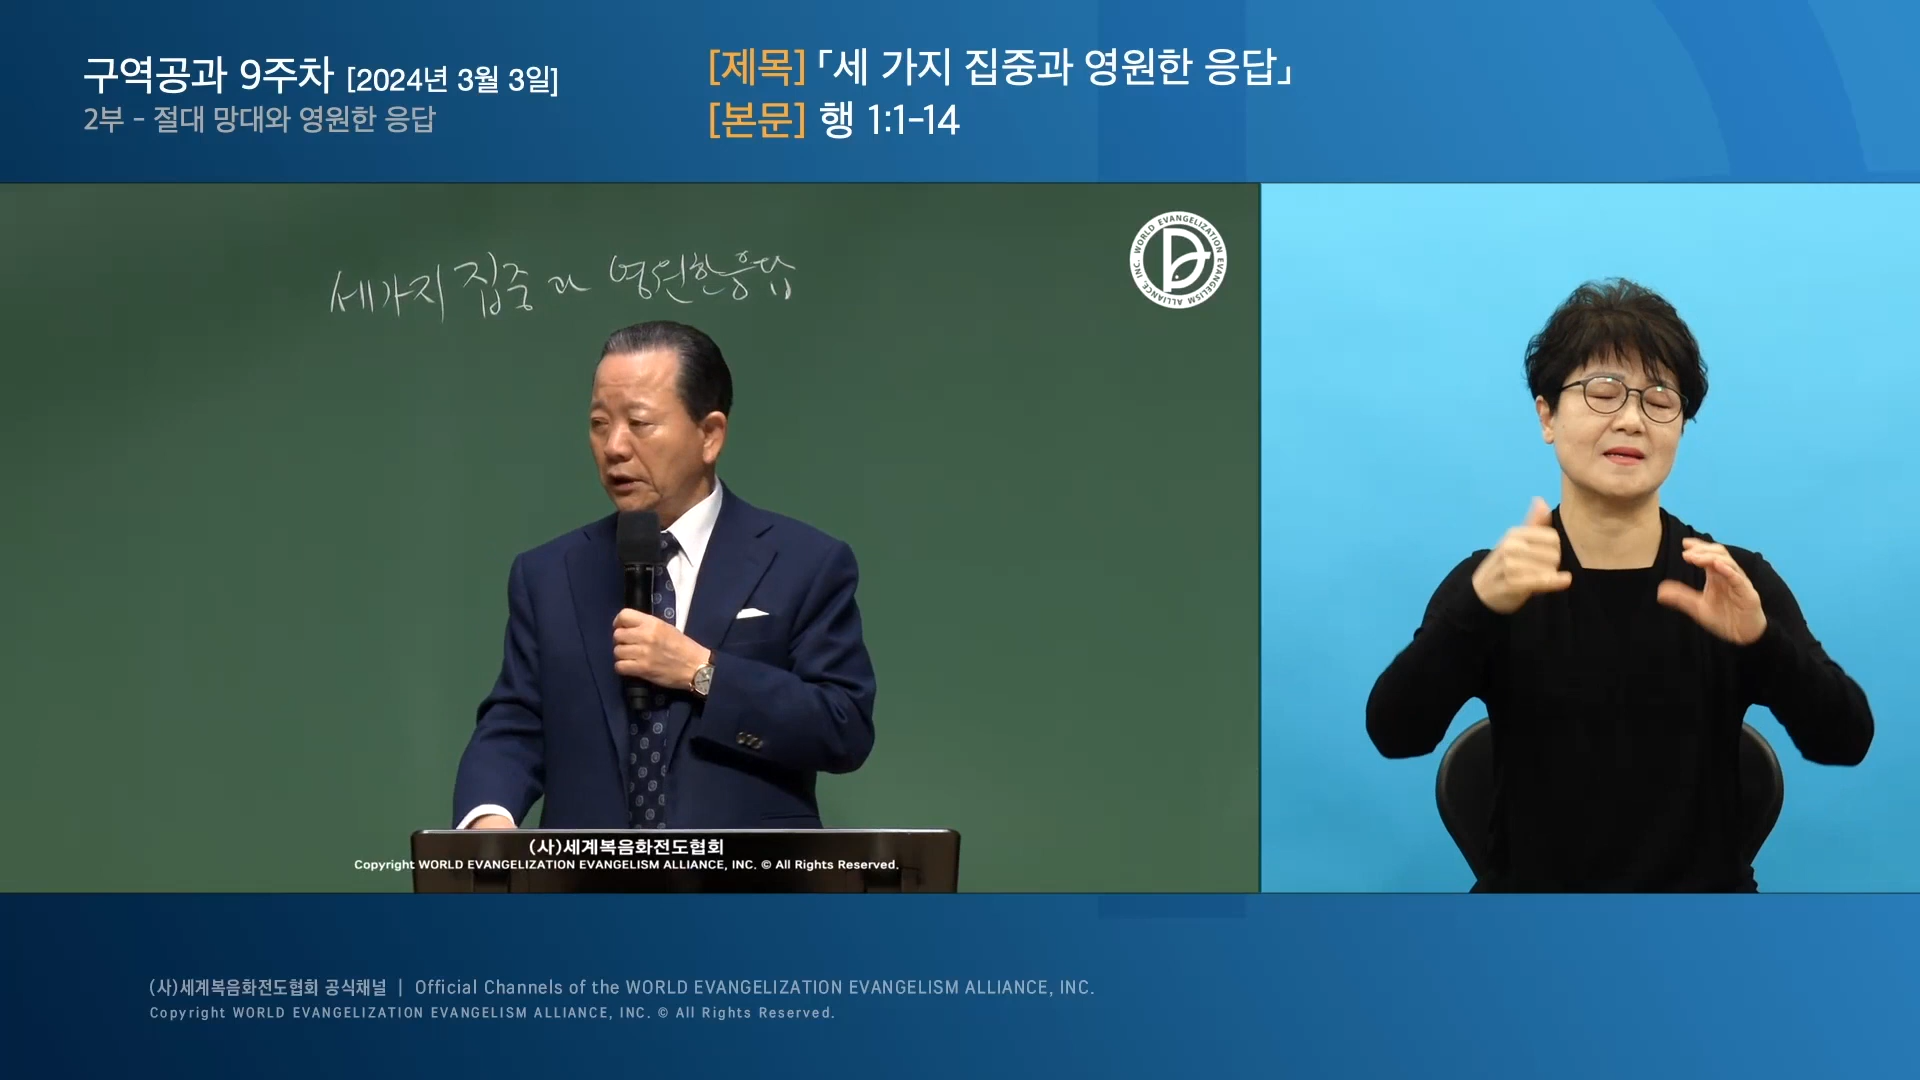 구역공과 9주차 [2024년 3월 3일]
2부 - 절대 망대와 영원한 응답
[제목] 「세 가지 집중과 영원한 응답」
[본문] 행 1:1-14
세가지 집중과 영원한 응답
WORLD EVANGELIZATION EVANGELISM ALLIANCE, INC.
(사)세계복음화전도협회
Copyright WORLD EVANGELIZATION EVANGELISM ALLIANCE, INC. © All Rights Reserved.
(사)세계복음화전도협회 공식채널 | Official Channels of the WORLD EVANGELIZATION EVANGELISM ALLIANCE, INC.
Copyright WORLD EVANGELIZATION EVANGELISM ALLIANCE, INC. © All Rights Reserved.